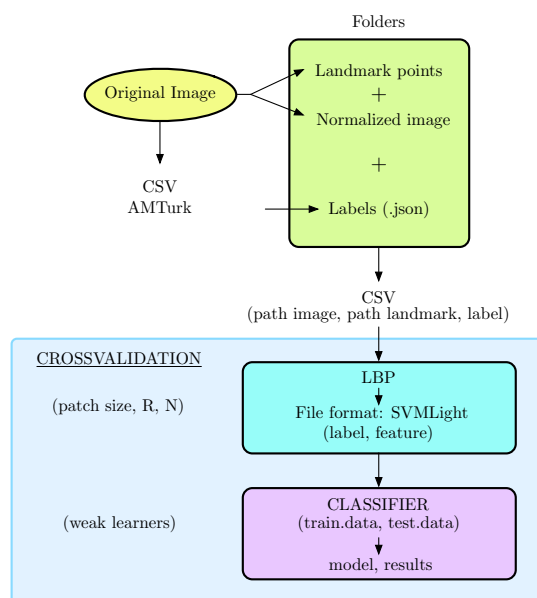 Folders
Original Image
Landmark points
+
Normalized image
+
CSV
AMTurk
Labels (.json)
CSV
(path image, path landmark, label)
CROSSVALIDATION
LBP
(patch size, R, N)
File format: SVMLight
(label, feature)
CLASSIFIER
(weak learners)
(train.data, test.data)
model, results